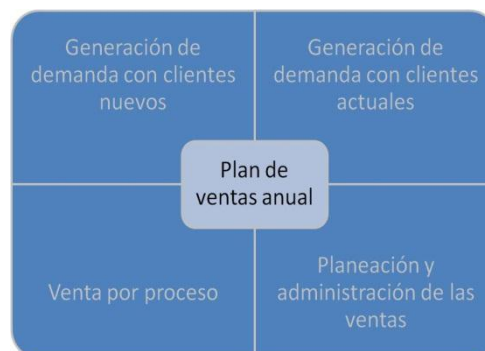 Generación de
demanda con clientes
nuevos
Generación de
demanda con clientes
actuales
Plan de
ventas anual
Venta por proceso
Planeación y
administración de las
ventas